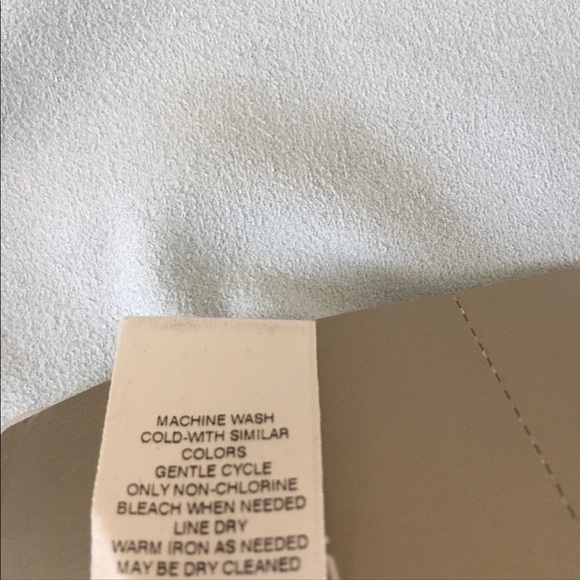 MACHINE WASH
COLD-WITH SIMILAR
COLORS
GENTLE CYCLE
ONLY NON-CHLORINE
BLEACH WHEN NEEDED
LINE DRY
WARM IRON AS NEEDED
MAY BE DRY CLEANED